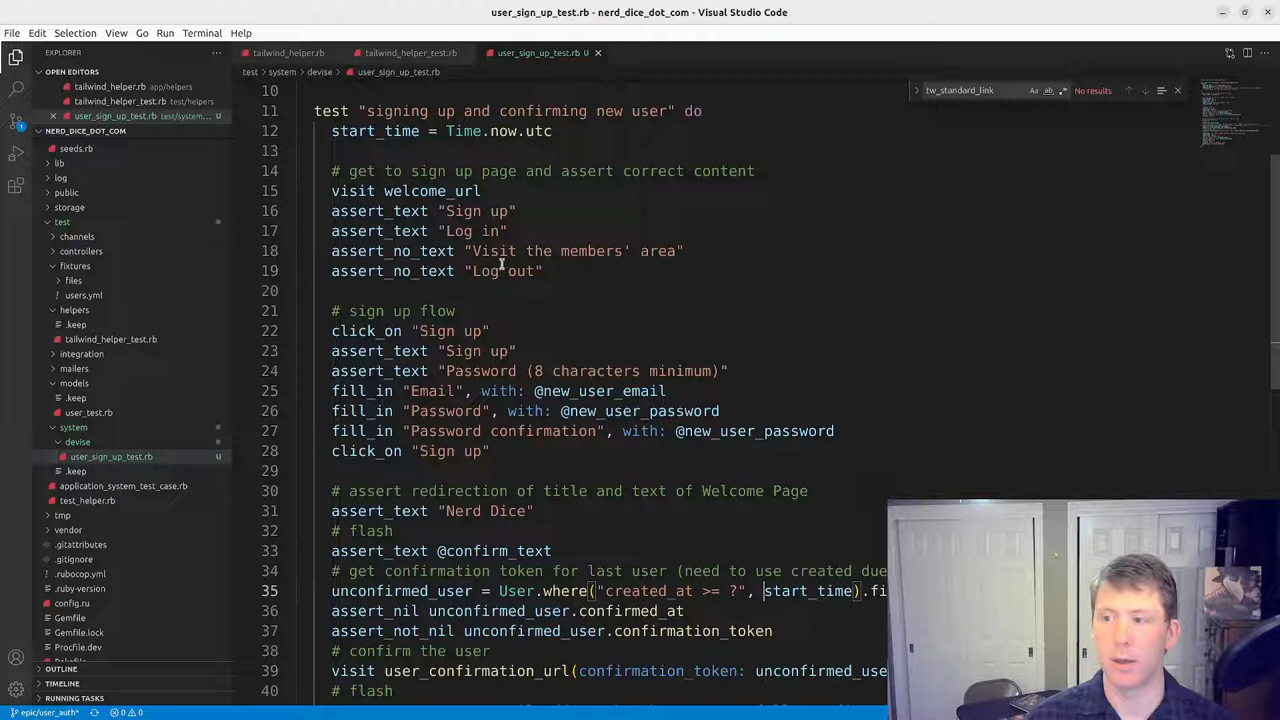 user_sign_up_test.rb - nerd_dice_dot_com - Visual Studio Code
File Edit Selection View Go Run Terminal Help
EXPLORER
tailwind_helper.rb tailwind_helper_test.rb user_sign_up_test.rb U
OPEN EDITORS
test > system > devise > user_sign_up_test.rb
tailwind_helper.rb app/helpers
tailwind_helper_test.rb test/helpers
user_sign_up_test.rb test/system... U
tw_standard_link Aa ab .* No results
NERD_DICE_DOT_COM
seeds.rb
lib
log
public
storage
test
channels
controllers
fixtures
files
users.yml
helpers
.keep
tailwind_helper_test.rb
integration
mailers
models
.keep
user_test.rb
system
devise
user_sign_up_test.rb U
.keep
application_system_test_case.rb
test_helper.rb
tmp
vendor
.gitattributes
.gitignore
.rubocop.yml
.ruby-version
config.ru
Gemfile
Gemfile.lock
Procfile.dev
OUTLINE
TIMELINE
RUNNING TASKS
10
11 test "signing up and confirming new user" do
12 start_time = Time.now.utc
13
14 # get to sign up page and assert correct content
15 visit welcome_url
16 assert_text "Sign up"
17 assert_text "Log in"
18 assert_no_text "Visit the members' area"
19 assert_no_text "Log out"
20
21 # sign up flow
22 click_on "Sign up"
23 assert_text "Sign up"
24 assert_text "Password (8 characters minimum)"
25 fill_in "Email", with: @new_user_email
26 fill_in "Password", with: @new_user_password
27 fill_in "Password confirmation", with: @new_user_password
28 click_on "Sign up"
29
30 # assert redirection of title and text of Welcome Page
31 assert_text "Nerd Dice"
32 # flash
33 assert_text @confirm_text
34 # get confirmation token for last user (need to use created due
35 unconfirmed_user = User.where("created_at >= ?", start_time).fi
36 assert_nil unconfirmed_user.confirmed_at
37 assert_not_nil unconfirmed_user.confirmation_token
38 # confirm the user
39 visit user_confirmation_url(confirmation_token: unconfirmed_use
40 # flash
epic/user_auth* 0 0